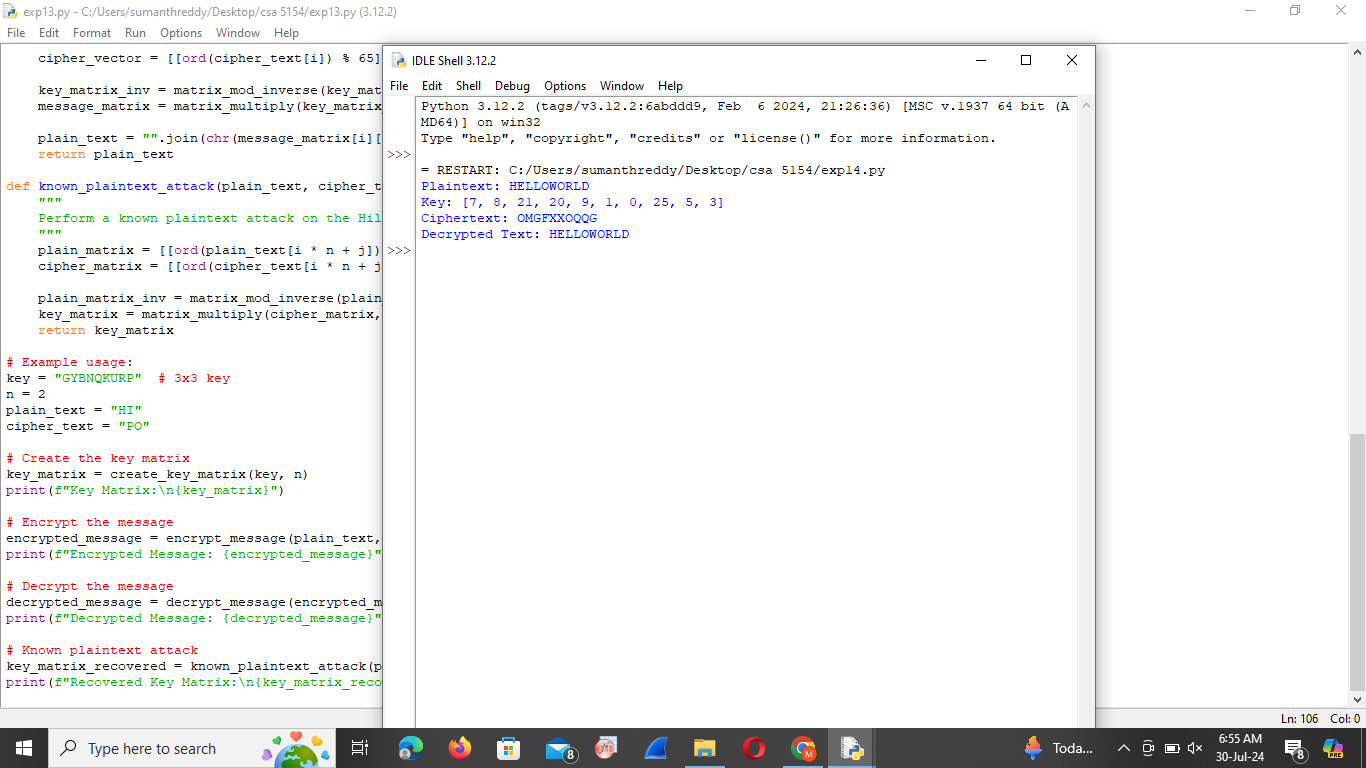 exp13.py - C:/Users/sumanthreddy/Desktop/csa 5154/exp13.py (3.12.2)
File Edit Format Run Options Window Help
cipher_vector = [[ord(cipher_text[i]) % 65]
key_matrix_inv = matrix_mod_inverse(key_mat
message_matrix = matrix_multiply(key_matrix
plain_text = "".join(chr(message_matrix[i][
return plain_text
def known_plaintext_attack(plain_text, cipher_t
"""
Perform a known plaintext attack on the Hil
"""
plain_matrix = [[ord(plain_text[i * n + j])
cipher_matrix = [[ord(cipher_text[i * n + j
plain_matrix_inv = matrix_mod_inverse(plain
key_matrix = matrix_multiply(cipher_matrix,
return key_matrix
# Example usage:
key = "GYBNQKURP"  # 3x3 key
n = 2
plain_text = "HI"
cipher_text = "PO"
# Create the key matrix
key_matrix = create_key_matrix(key, n)
print(f"Key Matrix:\n{key_matrix}")
# Encrypt the message
encrypted_message = encrypt_message(plain_text,
print(f"Encrypted Message: {encrypted_message}"
# Decrypt the message
decrypted_message = decrypt_message(encrypted_m
print(f"Decrypted Message: {decrypted_message}"
# Known plaintext attack
key_matrix_recovered = known_plaintext_attack(p
print(f"Recovered Key Matrix:\n{key_matrix_reco
IDLE Shell 3.12.2
File Edit Shell Debug Options Window Help
Python 3.12.2 (tags/v3.12.2:6abddd9, Feb  6 2024, 21:26:36) [MSC v.1937 64 bit (A
MD64)] on win32
Type "help", "copyright", "credits" or "license()" for more information.
>>>
= RESTART: C:/Users/sumanthreddy/Desktop/csa 5154/exp14.py
Plaintext: HELLOWORLD
Key: [7, 8, 21, 20, 9, 1, 0, 25, 5, 3]
Ciphertext: OMGFXXOQQG
Decrypted Text: HELLOWORLD
>>>
Ln: 106 Col: 0
Type here to search
8
M
Toda...
6:55 AM
30-Jul-24
8
PRE